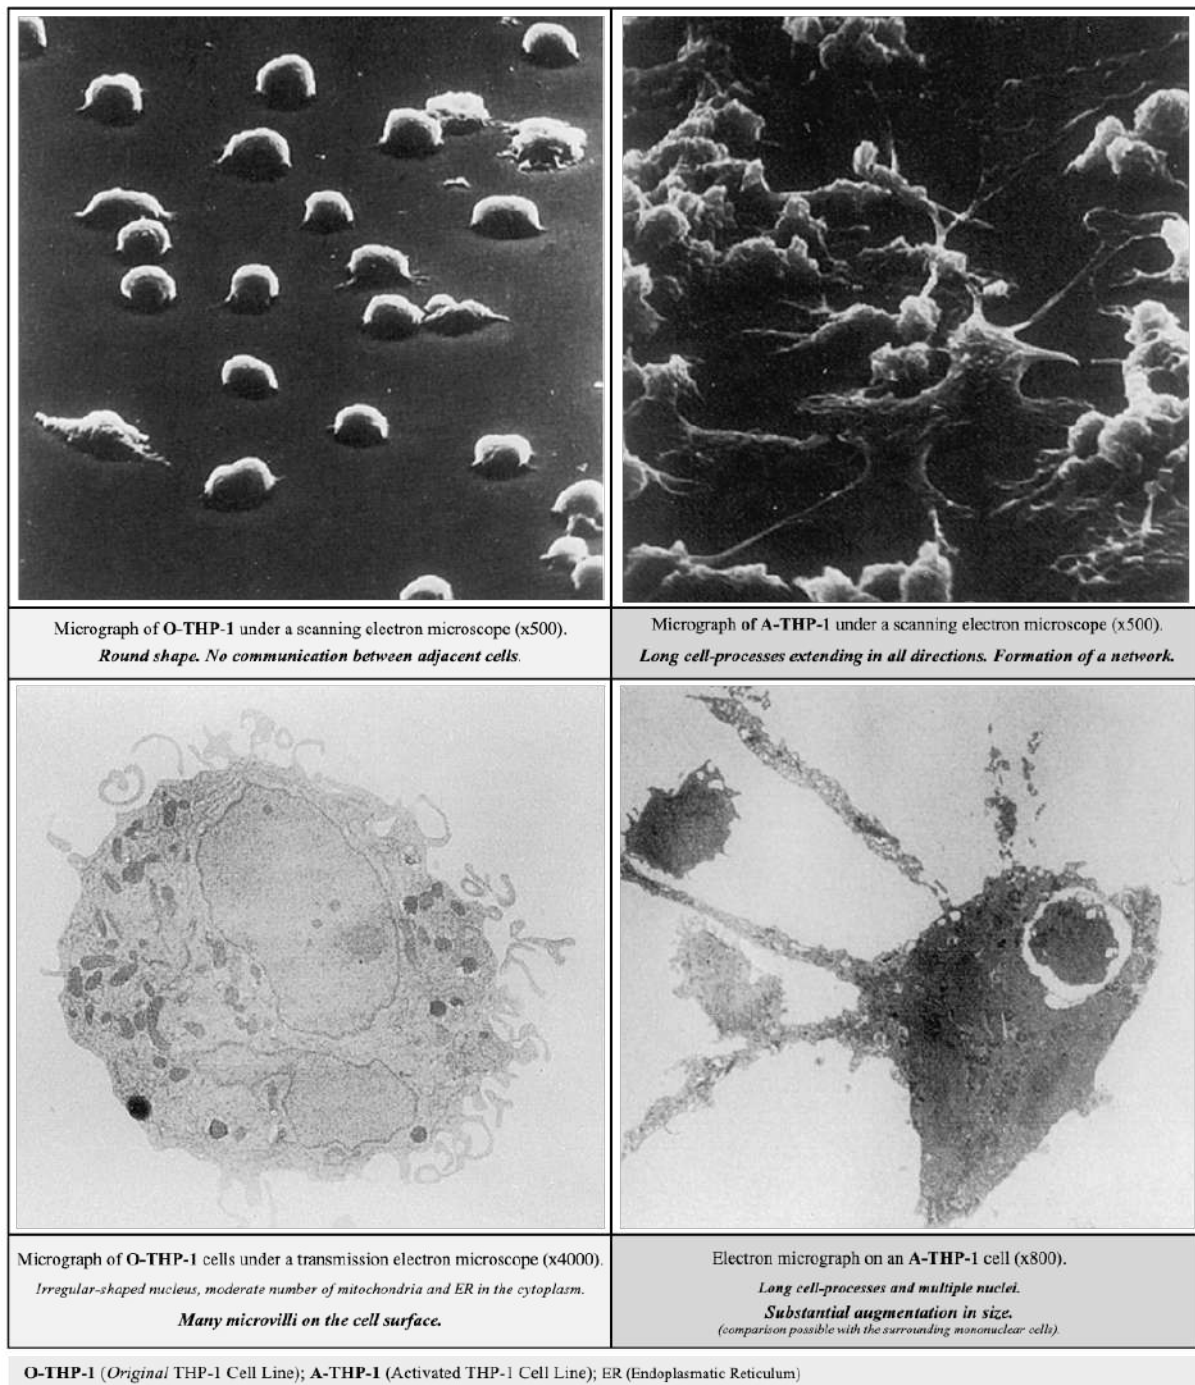 Micrograph of O-THP-1 under a scanning electron microscope (x500).
Round shape. No communication between adjacent cells.
Micrograph of A-THP-1 under a scanning electron microscope (x500).
Long cell-processes extending in all directions. Formation of a network.
Micrograph of O-THP-1 cells under a transmission electron microscope (x4000).
Irregular-shaped nucleus, moderate number of mitochondria and ER in the cytoplasm.
Many microvilli on the cell surface.
Electron micrograph on an A-THP-1 cell (x800).
Long cell-processes and multiple nuclei.
Substantial augmentation in size.
(comparison possible with the surrounding mononuclear cells).
O-THP-1 (Original THP-1 Cell Line); A-THP-1 (Activated THP-1 Cell Line); ER (Endoplasmatic Reticulum)